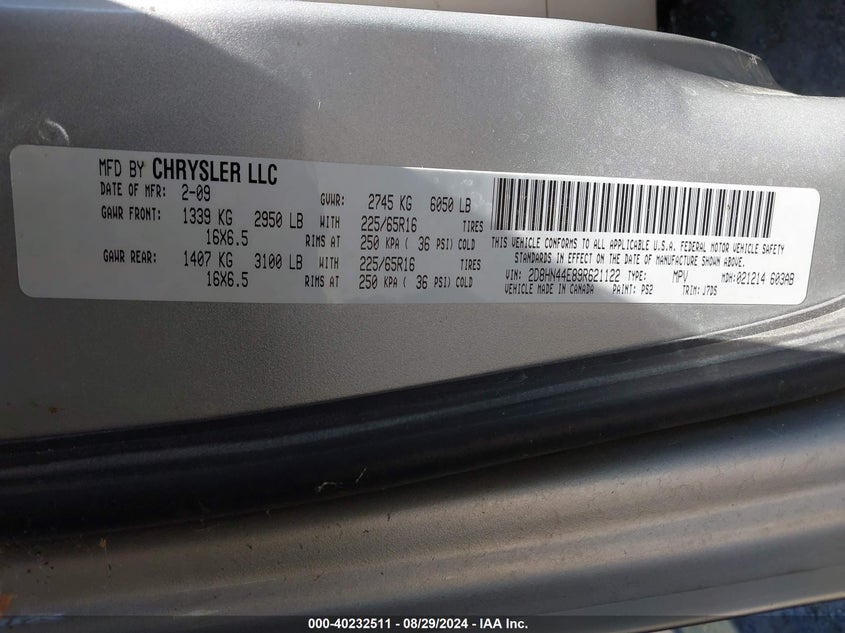 MFD BY CHRYSLER LLC
DATE OF MFR: 2-09 GVWR: 2745 KG 6050 LB
GAWR FRONT: 1339 KG 2950 LB WITH 225/65R16 TIRES
16X6.5 RIMS AT 250 KPA ( 36 PSI) COLD
GAWR REAR: 1407 KG 3100 LB WITH 225/65R16 TIRES
16X6.5 RIMS AT 250 KPA ( 36 PSI) COLD
THIS VEHICLE CONFORMS TO ALL APPLICABLE U.S.A. FEDERAL MOTOR VEHICLE SAFETY
STANDARDS IN EFFECT ON THE DATE OF MANUFACTURE SHOWN ABOVE.
VIN: 2D8HN44E89R621122 TYPE: MPV MDH: 021214 603AB
VEHICLE MADE IN CANADA PAINT: PS2 TRIM: J7D5
000-40232511 - 08/29/2024 - IAA Inc.